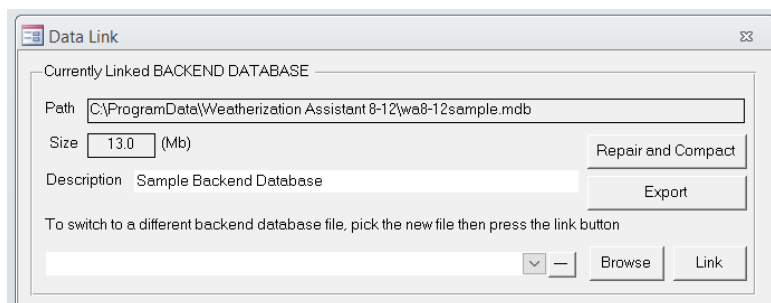 Data Link
Currently Linked BACKEND DATABASE
Path C:\ProgramData\Weatherization Assistant 8-12\wa8-12sample.mdb
Size 13.0 (Mb)
Repair and Compact
Description Sample Backend Database
Export
To switch to a different backend database file, pick the new file then press the link button
Browse Link